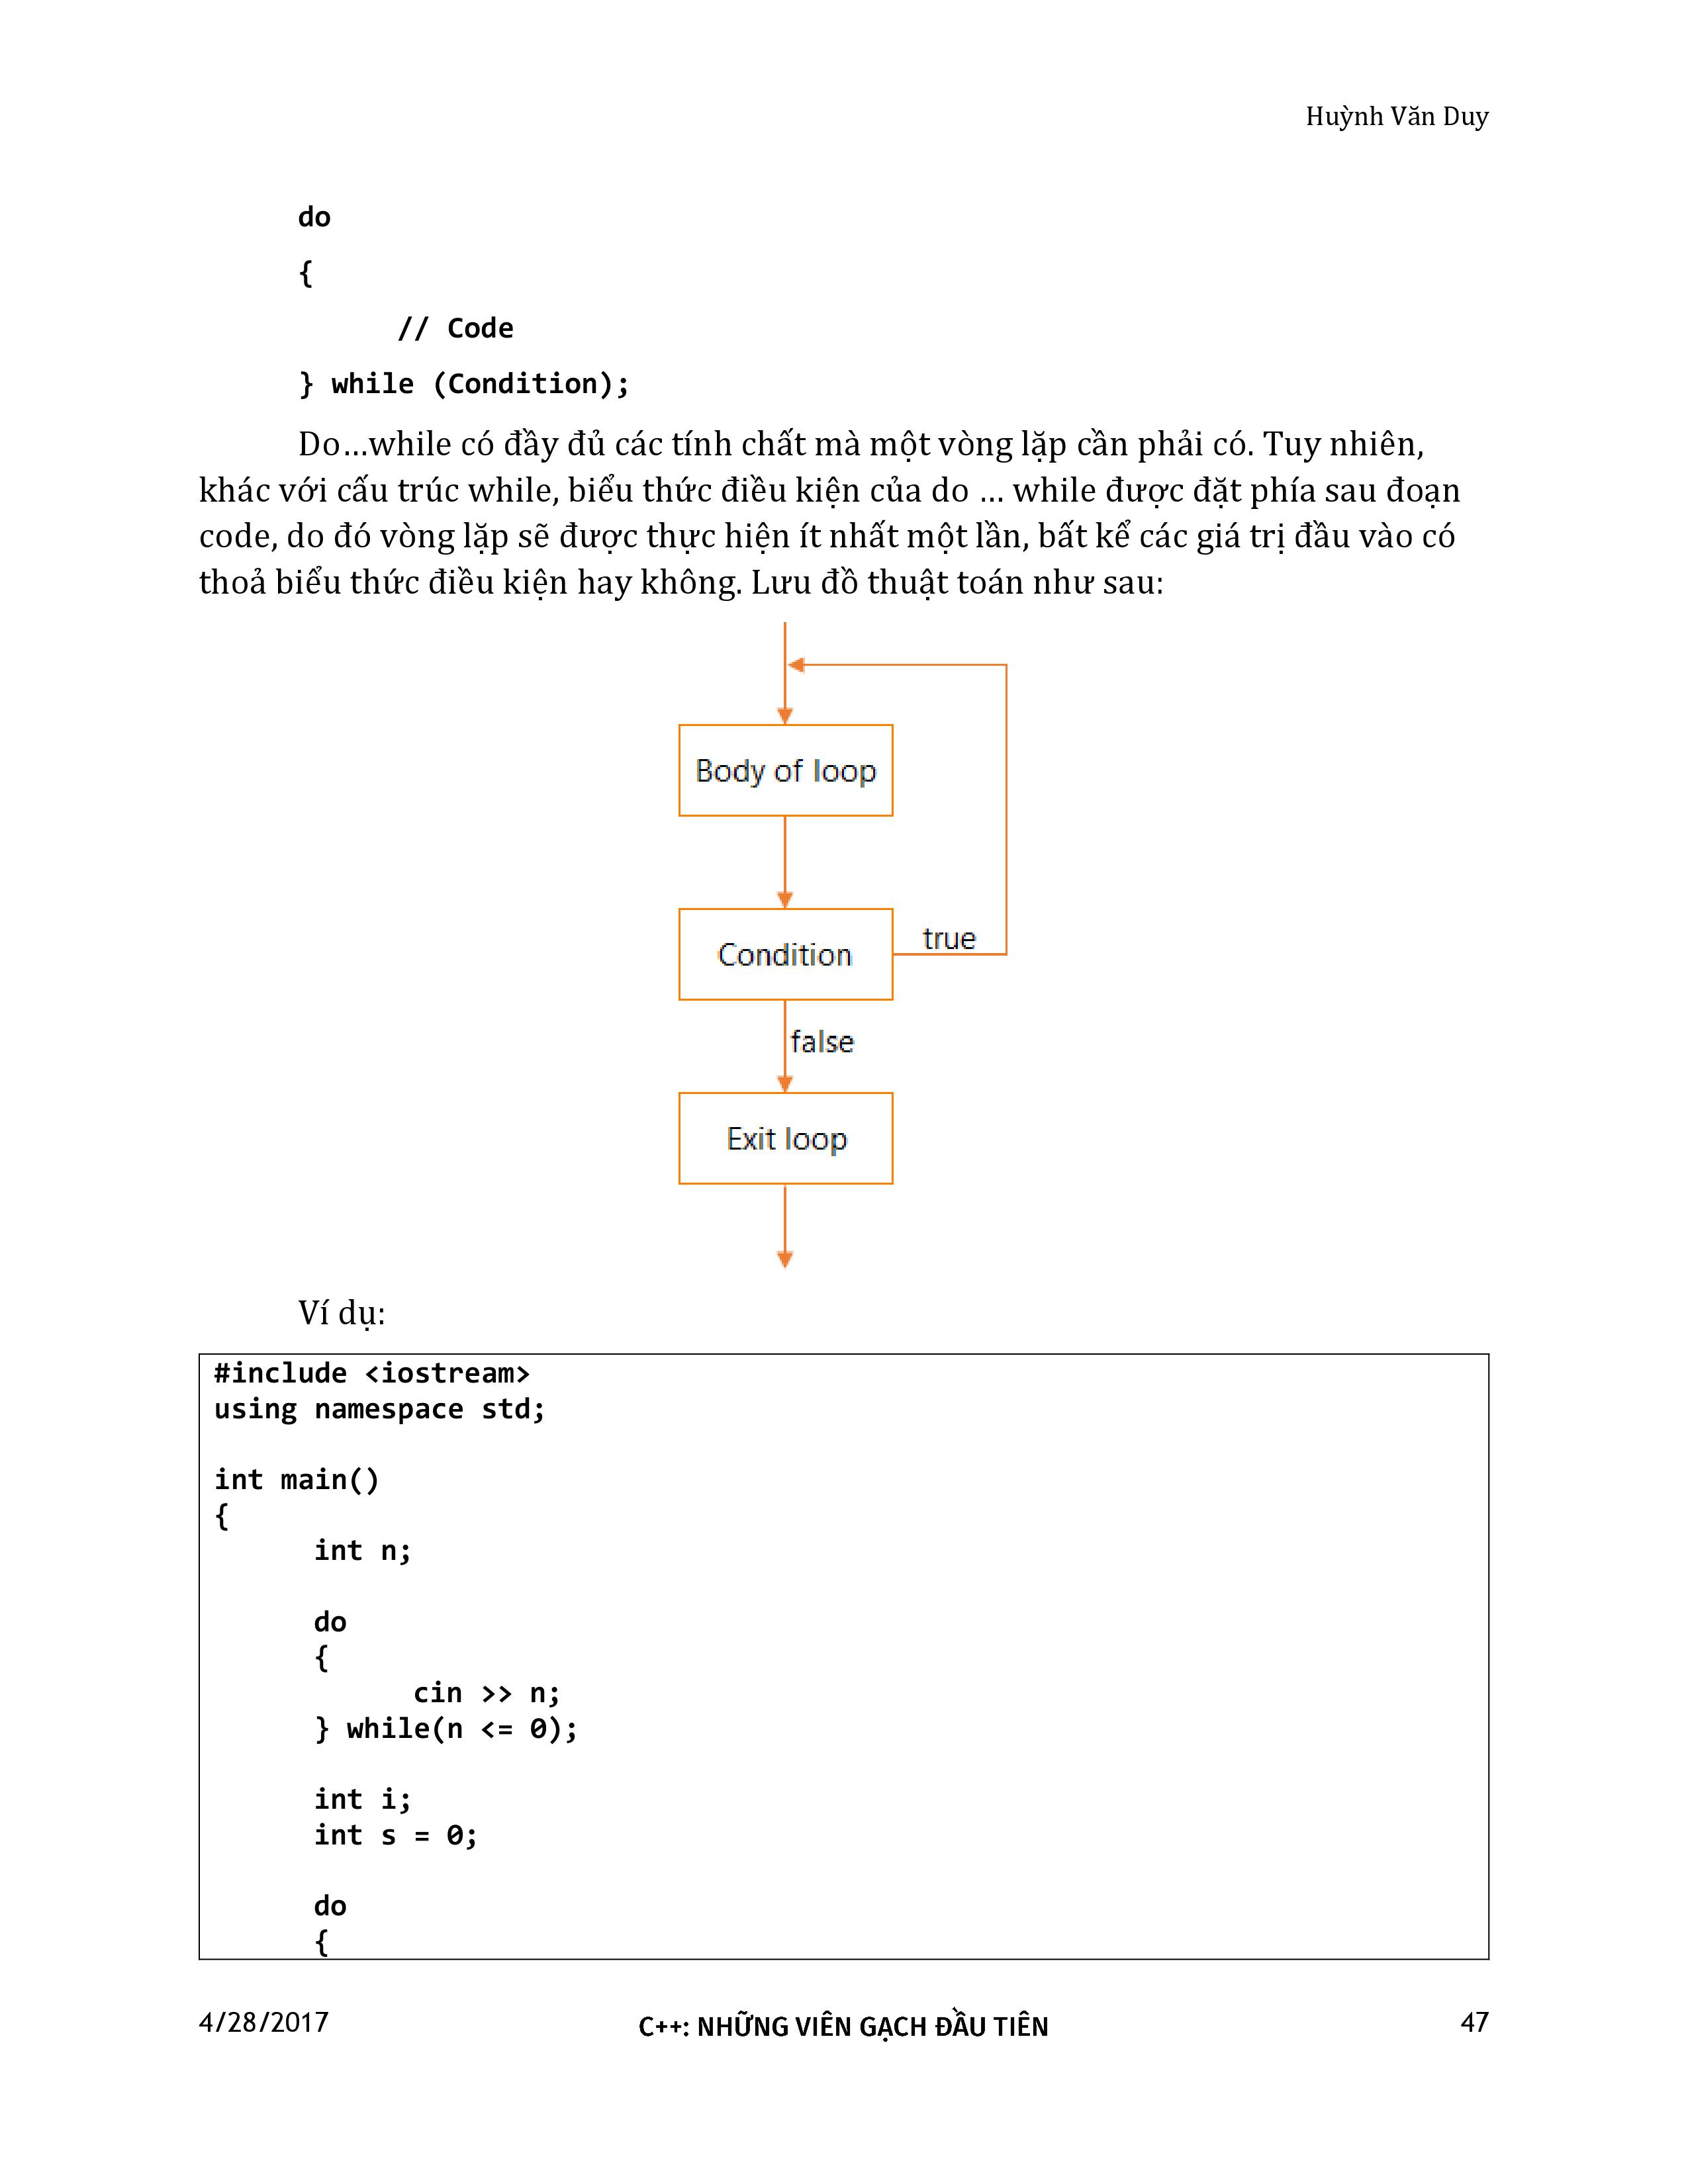 Huỳnh Văn Duy
do
{
// Code
} while (Condition);
Do…while có đầy đủ các tính chất mà một vòng lặp cần phải có. Tuy nhiên,
khác với cấu trúc while, biểu thức điều kiện của do … while được đặt phía sau đoạn
code, do đó vòng lặp sẽ được thực hiện ít nhất một lần, bất kể các giá trị đầu vào có
thoả biểu thức điều kiện hay không. Lưu đồ thuật toán như sau:
Body of loop
true
Condition
false
Exit loop
Ví dụ:
#include <iostream>
using namespace std;
int main()
{
int n;
do
{
cin >> n;
} while(n <= 0);
int i;
int s = 0;
do
{
4/28/2017
C++: NHỮNG VIÊN GẠCH ĐẦU TIÊN
47